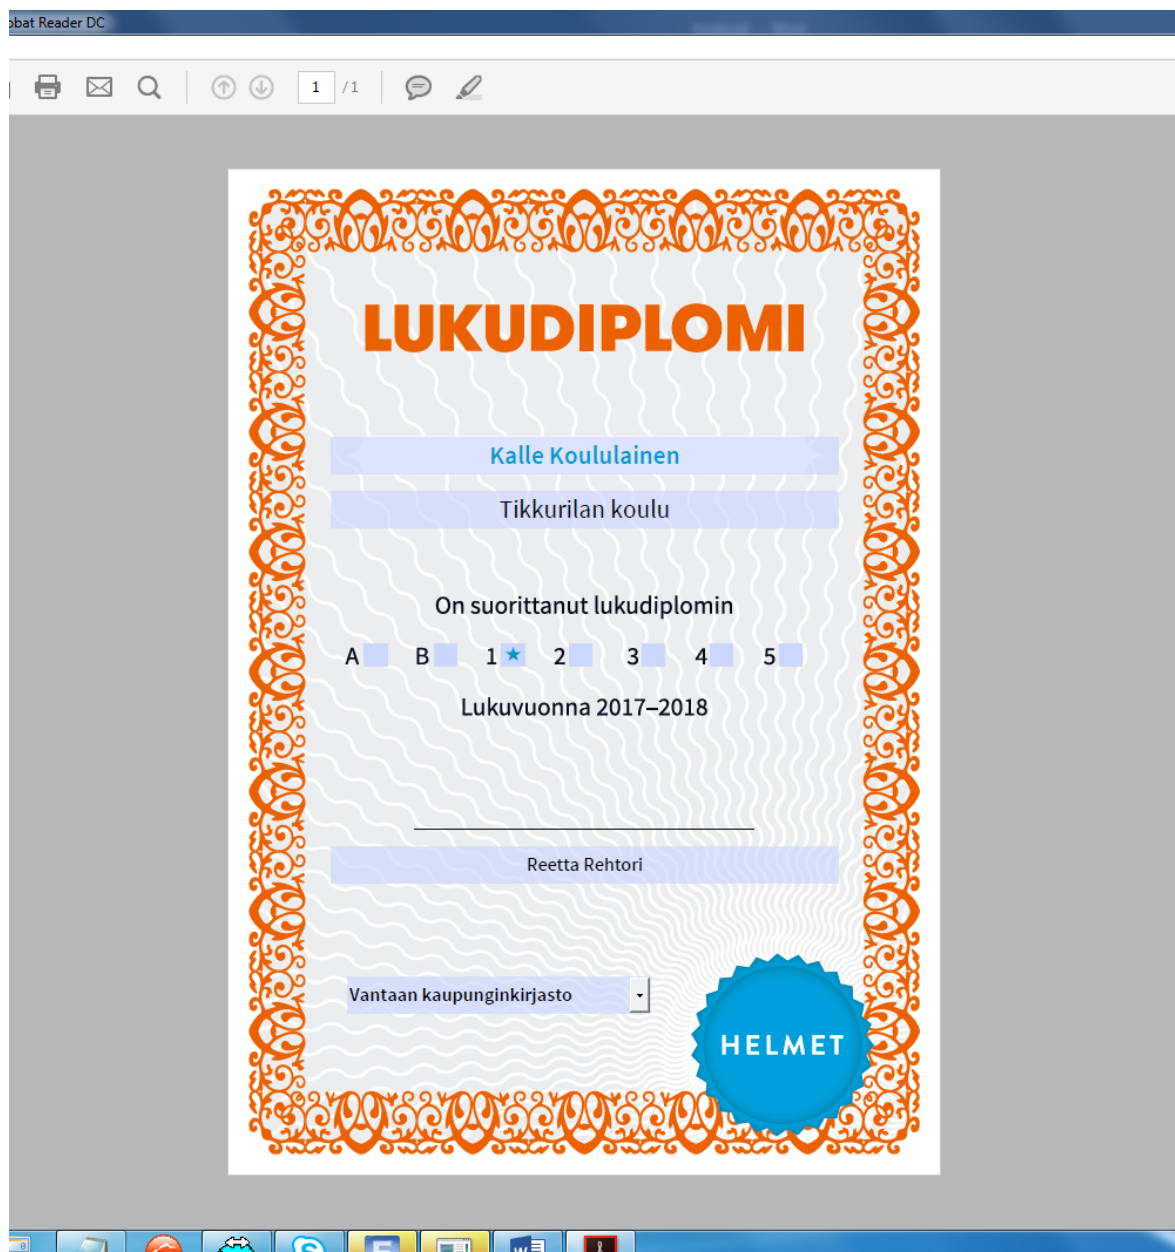 obat Reader DC
1 /1
LUKUDIPLOMI
Kalle Koululainen
Tikkurilan koulu
On suorittanut lukudiplomin
A B 1 ★ 2 3 4 5
Lukuvuonna 2017–2018
Reetta Rehtori
Vantaan kaupunginkirjasto
HELMET